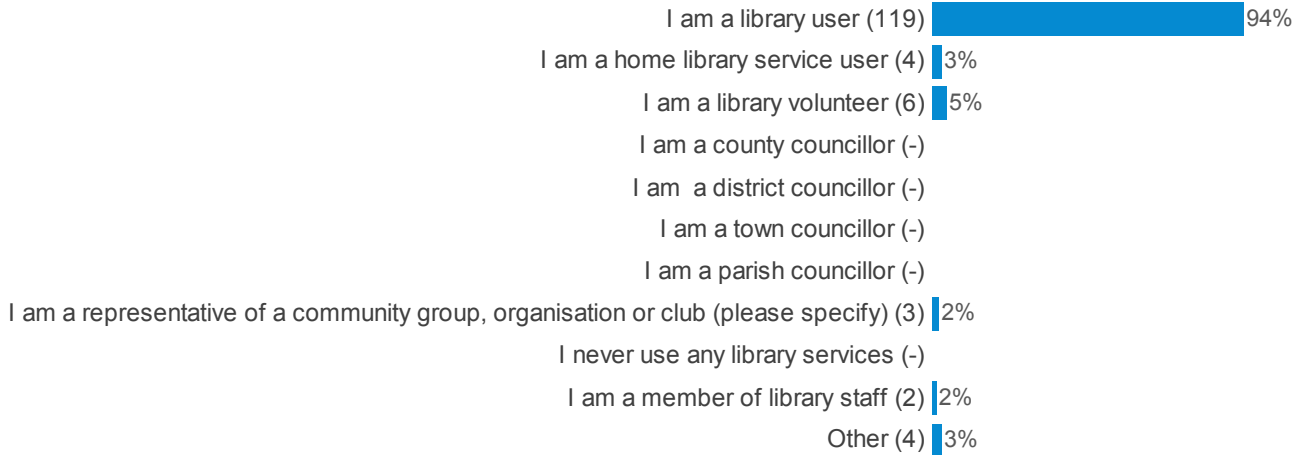 I am a library user (119) 94%
I am a home library service user (4) 3%
I am a library volunteer (6) 5%
I am a county councillor (-)
I am  a district councillor (-)
I am a town councillor (-)
I am a parish councillor (-)
I am a representative of a community group, organisation or club (please specify) (3) 2%
I never use any library services (-)
I am a member of library staff (2) 2%
Other (4) 3%